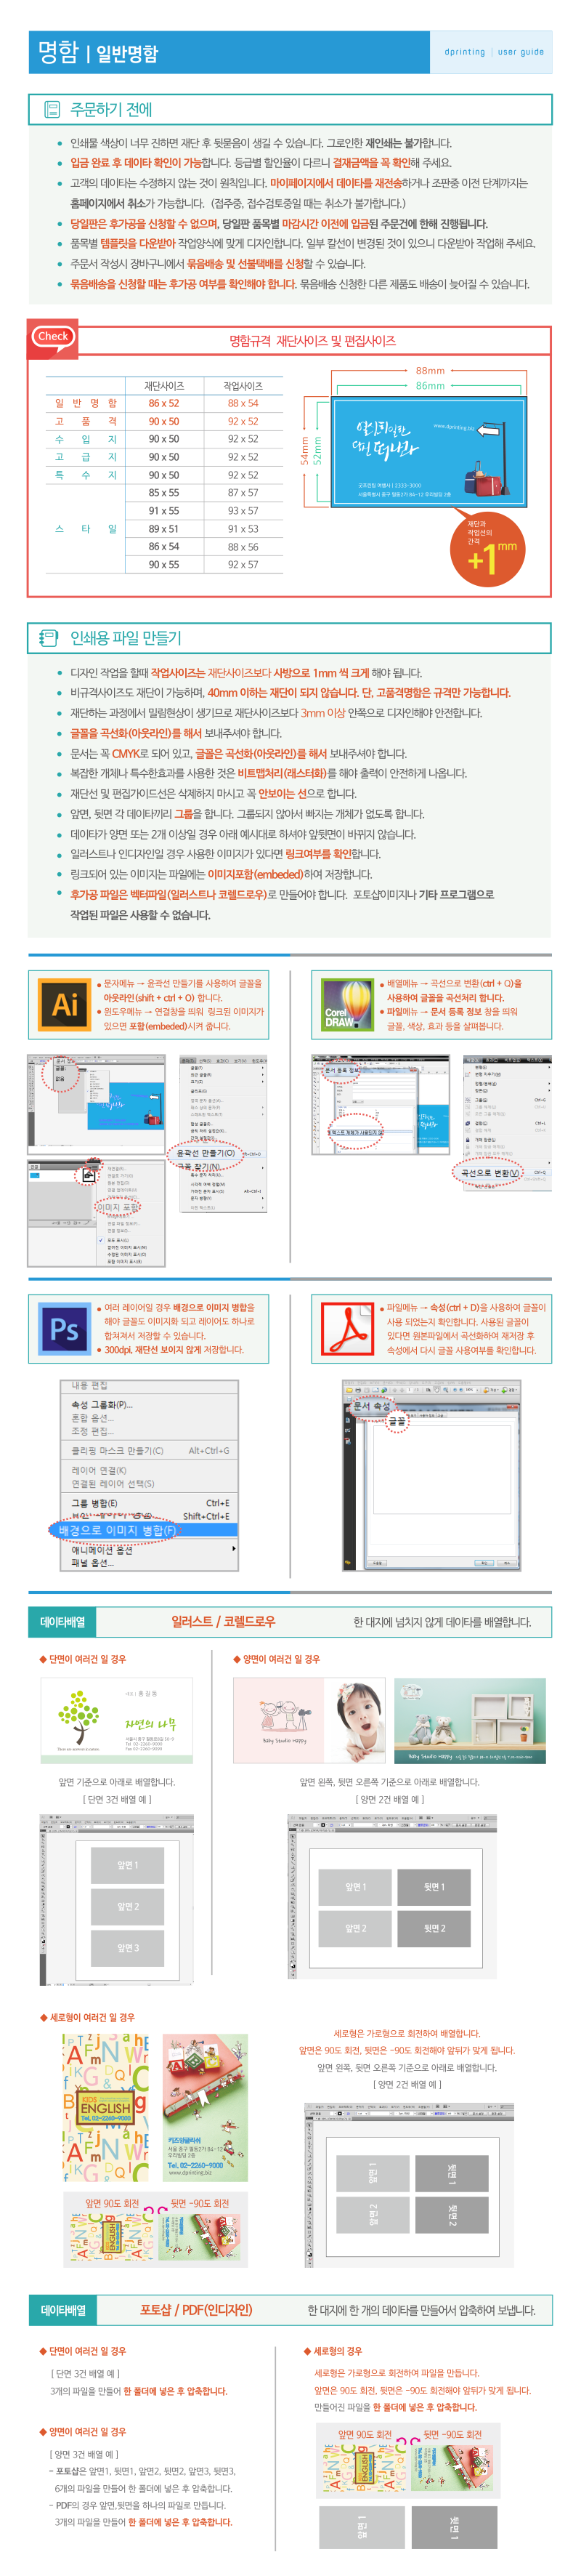 명함 | 일반명함
dprinting | user guide
주문하기 전에
인쇄물 색상이 너무 진하면 재단 후 뒷묻음이 생길 수 있습니다. 그로인한 재인쇄는 불가합니다.
입금 완료 후 데이타 확인이 가능합니다. 등급별 할인율이 다르니 결재금액을 꼭 확인해 주세요.
고객의 데이타는 수정하지 않는 것이 원칙입니다. 마이페이지에서 데이타를 재전송하거나 조판중 이전 단계까지는
홈페이지에서 취소가 가능합니다. (접주중, 접수검토중일 때는 취소가 불가합니다.)
당일판은 후가공을 신청할 수 없으며, 당일판 품목별 마감시간 이전에 입금된 주문건에 한해 진행됩니다.
품목별 템플릿을 다운받아 작업양식에 맞게 디자인합니다. 일부 칼선이 변경된 것이 있으니 다운받아 작업해 주세요.
주문서 작성시 장바구니에서 묶음배송 및 선불택배를 신청할 수 있습니다.
묶음배송을 신청할 때는 후가공 여부를 확인해야 합니다. 묶음배송 신청한 다른 제품도 배송이 늦어질 수 있습니다.
Check
명함규격 재단사이즈 및 편집사이즈
재단사이즈 작업사이즈
일반명함 86 x 52 88 x 54
고품격 90 x 50 92 x 52
수입지 90 x 50 92 x 52
고급지 90 x 50 92 x 52
특수지 90 x 50 92 x 52
85 x 55 87 x 57
91 x 55 93 x 57
스타일 89 x 51 91 x 53
86 x 54 88 x 56
90 x 55 92 x 57
88mm
86mm
54mm
52mm
www.dprinting.biz
재단과
작업선의
간격
+1mm
인쇄용 파일 만들기
디자인 작업을 할때 작업사이즈는 재단사이즈보다 사방으로 1mm 씩 크게 해야 됩니다.
비규격사이즈도 재단이 가능하며, 40mm 이하는 재단이 되지 않습니다. 단, 고품격명함은 규격만 가능합니다.
재단하는 과정에서 밀림현상이 생기므로 재단사이즈보다 3mm 이상 안쪽으로 디자인해야 안전합니다.
글꼴을 곡선화(아웃라인)를 해서 보내주셔야 합니다.
문서는 꼭 CMYK로 되어 있고, 글꼴은 곡선화(아웃라인)를 해서 보내주셔야 합니다.
복잡한 개체나 특수한효과를 사용한 것은 비트맵처리(래스터화)를 해야 출력이 안전하게 나옵니다.
재단선 및 편집가이드선은 삭제하지 마시고 꼭 안보이는 선으로 합니다.
앞면, 뒷면 각 데이타끼리 그룹을 합니다. 그룹되지 않아서 빠지는 개체가 없도록 합니다.
데이타가 양면 또는 2개 이상일 경우 아래 예시대로 하셔야 앞뒷면이 바뀌지 않습니다.
일러스트나 인디자인일 경우 사용한 이미지가 있다면 링크여부를 확인합니다.
링크되어 있는 이미지는 파일에는 이미지포함(embeded)하여 저장합니다.
후가공 파일은 벡터파일(일러스트나 코렐드로우)로 만들어야 합니다. 포토샵이미지나 기타 프로그램으로
작업된 파일은 사용할 수 없습니다.
Ai
문자메뉴 → 윤곽선 만들기를 사용하여 글꼴을
아웃라인(shift + ctrl + O) 합니다.
윈도우메뉴 → 연결창을 띄워 링크된 이미지가
있으면 포함(embeded)시켜 줍니다.
Corel
DRAW
배열메뉴 → 곡선으로 변환(ctrl + Q)을
사용하여 글꼴을 곡선처리 합니다.
파일메뉴 → 문서 등록 정보 창을 띄워
글꼴, 색상, 효과 등을 살펴봅니다.
윤곽선 만들기(O)
글꼴 찾기(N)...
이미지 포함
문서 등록 정보
곡선으로 변환(V)
Ps
여러 레이어일 경우 배경으로 이미지 병합을
해야 글꼴도 이미지화 되고 레이어도 하나로
합쳐져서 저장할 수 있습니다.
300dpi, 재단선 보이지 않게 저장합니다.
파일메뉴 → 속성(ctrl + D)을 사용하여 글꼴이
사용 되었는지 확인합니다. 사용된 글꼴이
있다면 원본파일에서 곡선화하여 재저장 후
속성에서 다시 글꼴 사용여부를 확인합니다.
내용 편집
속성 그룹화(P)...
혼합 옵션...
조정 편집...
클리핑 마스크 만들기(C) Alt+Ctrl+G
레이어 연결(K)
연결된 레이어 선택(S)
그룹 병합(E) Ctrl+E
Shift+Ctrl+E
배경으로 이미지 병합(F)
애니메이션 옵션
패널 옵션...
문서 속성
글꼴
데이타배열 일러스트 / 코렐드로우 한 대지에 넘치지 않게 데이타를 배열합니다.
◆ 단면이 여러건 일 경우
◆ 양면이 여러건 일 경우
자연의 나무
Baby Studio Happy
Baby Studio Happy
앞면 기준으로 아래로 배열합니다.
[ 단면 3건 배열 예 ]
앞면 왼쪽, 뒷면 오른쪽 기준으로 아래로 배열합니다.
[ 양면 2건 배열 예 ]
앞면 1
앞면 2
앞면 3
앞면 1 뒷면 1
앞면 2 뒷면 2
◆ 세로형이 여러건 일 경우
KIDS
ENGLISH
Tel. 02-2260-9000
키즈잉글리쉬
서울 중구 필동2가 84-12
우리빌딩 2층
Tel. 02-2260-9000
www.dprinting.biz
앞면 90도 회전 뒷면 -90도 회전
세로형은 가로형으로 회전하여 배열합니다.
앞면은 90도 회전, 뒷면은 -90도 회전해야 앞뒤가 맞게 됩니다.
앞면 왼쪽, 뒷면 오른쪽 기준으로 아래로 배열합니다.
[ 양면 2건 배열 예 ]
앞면 1 뒷면 1
앞면 2 뒷면 2
데이타배열 포토샵 / PDF(인디자인) 한 대지에 한 개의 데이타를 만들어서 압축하여 보냅니다.
◆ 단면이 여러건 일 경우
[ 단면 3건 배열 예 ]
3개의 파일을 만들어 한 폴더에 넣은 후 압축합니다.
◆ 양면이 여러건 일 경우
[ 양면 3건 배열 예 ]
- 포토샵은 앞면1, 뒷면1, 앞면2, 뒷면2, 앞면3, 뒷면3,
6개의 파일을 만들어 한 폴더에 넣은 후 압축합니다.
- PDF의 경우 앞면,뒷면을 하나의 파일로 만듭니다.
3개의 파일을 만들어 한 폴더에 넣은 후 압축합니다.
◆ 세로형의 경우
세로형은 가로형으로 회전하여 파일을 만듭니다.
앞면은 90도 회전, 뒷면은 -90도 회전해야 앞뒤가 맞게 됩니다.
만들어진 파일을 한 폴더에 넣은 후 압축합니다.
앞면 90도 회전 뒷면 -90도 회전
앞면 1 뒷면 1